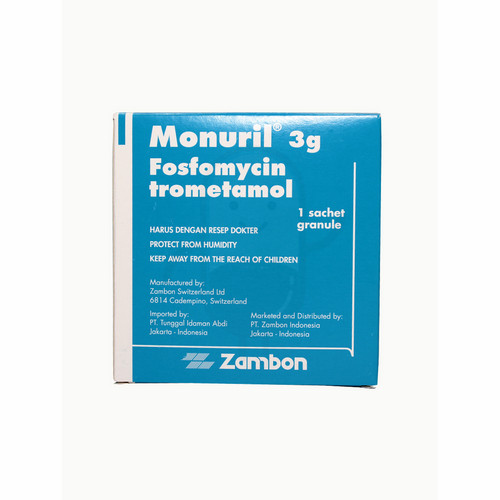 Monuril® 3g
Fosfomycin
trometamol
1 sachet
granule
HARUS DENGAN RESEP DOKTER
PROTECT FROM HUMIDITY
KEEP AWAY FROM THE REACH OF CHILDREN
Manufactured by:
Zambon Switzerland Ltd
6814 Cadempino, Switzerland
Imported by:
PT. Tunggal Idaman Abdi
Jakarta - Indonesia
Marketed and Distributed by:
PT. Zambon Indonesia
Jakarta - Indonesia
Zambon